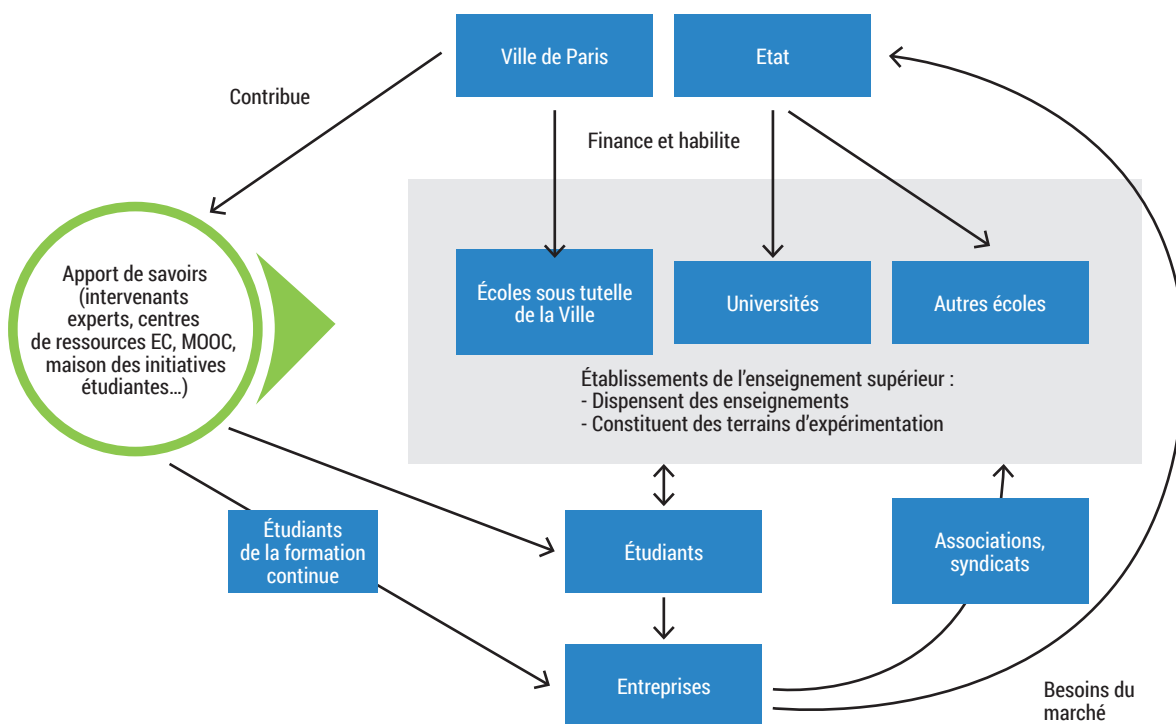 Ville de Paris
Etat
Contribue
Finance et habilite
Apport de savoirs
(intervenants
experts, centres
de ressources EC, MOOC,
maison des initiatives
étudiantes…)
Écoles sous tutelle
de la Ville
Universités
Autres écoles
Établissements de l’enseignement supérieur :
- Dispensent des enseignements
- Constituent des terrains d’expérimentation
Étudiants
de la formation
continue
Étudiants
Associations,
syndicats
Entreprises
Besoins du
marché